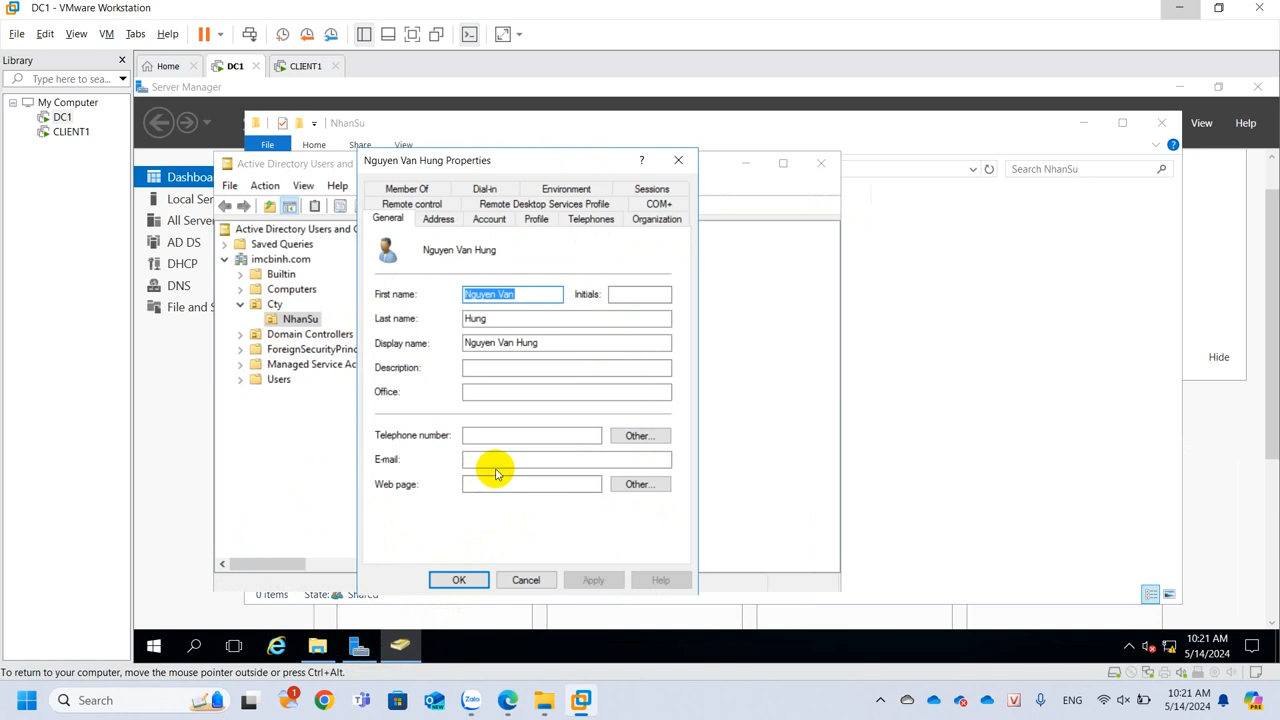 DC1 - VMware Workstation
File Edit View VM Tabs Help
Library
Type here to sea...
My Computer
DC1
CLIENT1
Home
DC1
CLIENT1
Server Manager
NhanSu
File Home Share View
View Help
Dashboa
Local Ser
All Server
AD DS
DHCP
DNS
File and S
Active Directory Users and
File Action View Help
Search NhanSu
Active Directory Users and C
Saved Queries
imcbinh.com
Builtin
Computers
Cty
NhanSu
Domain Controllers
ForeignSecurityPrinc
Managed Service Ac
Users
Nguyen Van Hung Properties
Member Of Dial-in Environment Sessions
Remote control Remote Desktop Services Profile COM+
General Address Account Profile Telephones Organization
Nguyen Van Hung
First name: Nguyen Van Initials:
Last name: Hung
Display name: Nguyen Van Hung
Description:
Office:
Telephone number: Other...
E-mail:
Web page: Other...
OK Cancel Apply Help
Hide
0 items State: Shared
10:21 AM
5/14/2024
To return to your computer, move the mouse pointer outside or press Ctrl+Alt.
Search
1
Zalo
ENG
10:21 AM
5/14/2024
PRE